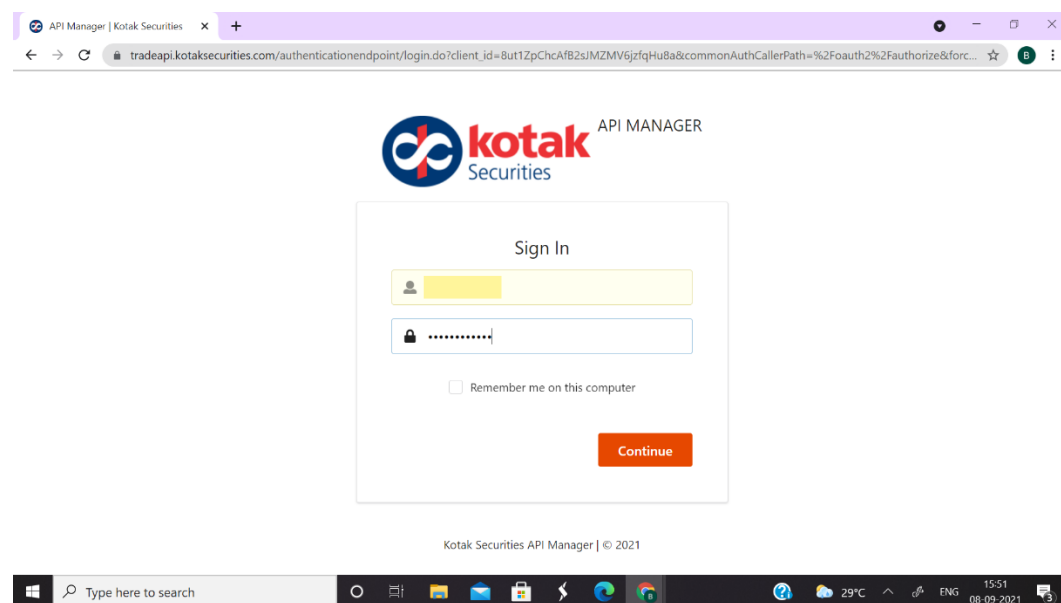 API Manager | Kotak Securities
tradeapi.kotaksecurities.com/authenticationendpoint/login.do?client_id=8ut1ZpChcAfB2sJMZMV6jzfqHu8a&commonAuthCallerPath=%2Foauth2%2Fauthorize&forc... B
kotak API MANAGER
Securities
Sign In
••••••••••••
Remember me on this computer
Continue
Kotak Securities API Manager | © 2021
Type here to search
29°C ENG 15:51
08-09-2021 3